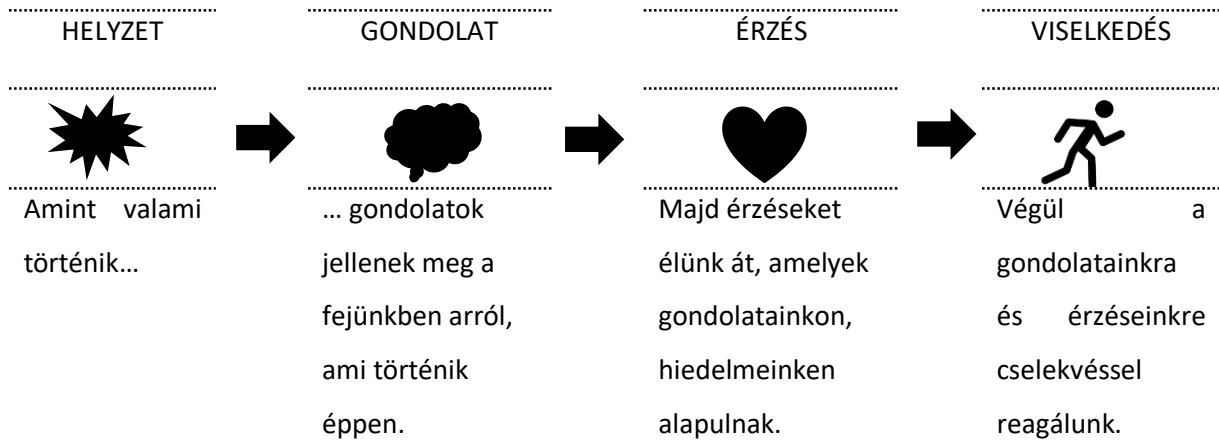 HELYZET
GONDOLAT
ÉRZÉS
VISELKEDÉS
Amint valami
történik...
... gondolatok
jellenek meg a
fejünkben arról,
ami történik
éppen.
Majd érzéseket
élünk át, amelyek
gondolatainkon,
hiedelmeinken
alapulnak.
Végül a
gondolatainkra
és érzéseinkre
cselekvéssel
reagálunk.